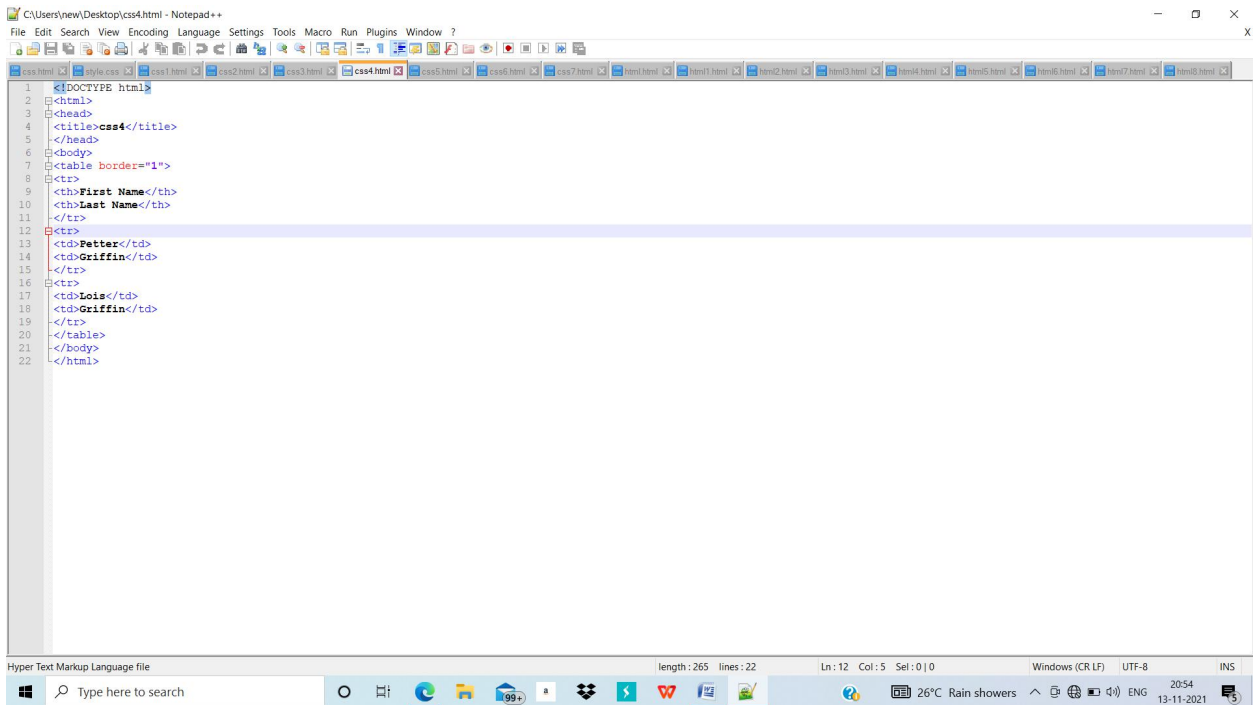 C:\Users\new\Desktop\css4.html - Notepad++
File Edit Search View Encoding Language Settings Tools Macro Run Plugins Window ? X
css.html style.css css1.html css2.html css3.html css4.html css5.html css6.html css7.html html.html html1.html html2.html html3.html html4.html html5.html html6.html html7.html html8.html
1 <!DOCTYPE html>
2 <html>
3 <head>
4 <title>css4</title>
5 </head>
6 <body>
7 <table border="1">
8 <tr>
9 <th>First Name</th>
10 <th>Last Name</th>
11 </tr>
12 <tr>
13 <td>Petter</td>
14 <td>Griffin</td>
15 </tr>
16 <tr>
17 <td>Lois</td>
18 <td>Griffin</td>
19 </tr>
20 </table>
21 </body>
22 </html>
Hyper Text Markup Language file length : 265 lines : 22 Ln : 12 Col : 5 Sel : 0 | 0 Windows (CR LF) UTF-8 INS
Type here to search 99+ a 26°C Rain showers ENG 20:54
13-11-2021 5